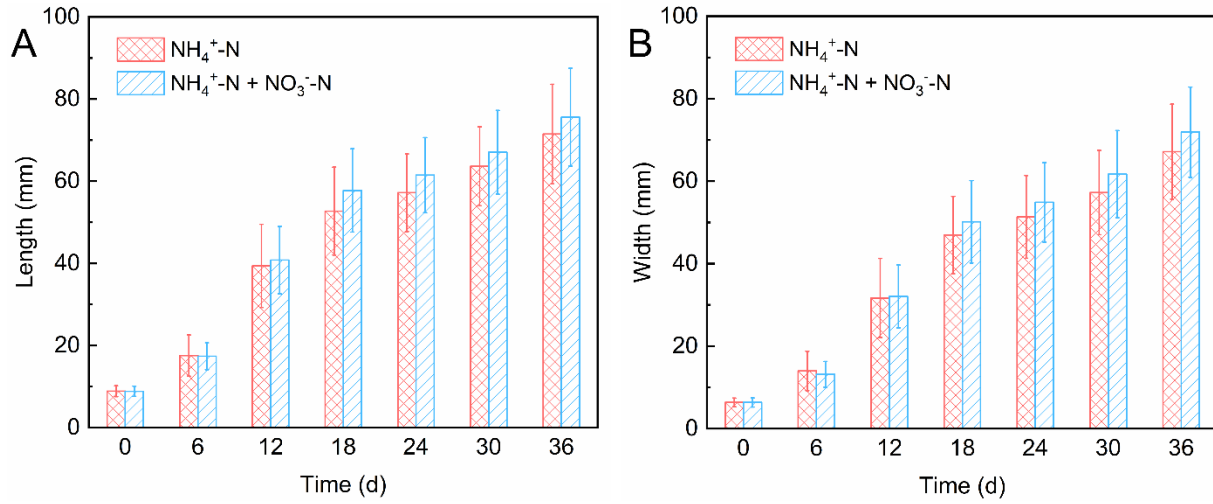 A
NH₄⁺-N
NH₄⁺-N + NO₃⁻-N
Length (mm)
100
80
60
40
20
0
0 6 12 18 24 30 36
Time (d)
B
NH₄⁺-N
NH₄⁺-N + NO₃⁻-N
Width (mm)
100
80
60
40
20
0
0 6 12 18 24 30 36
Time (d)